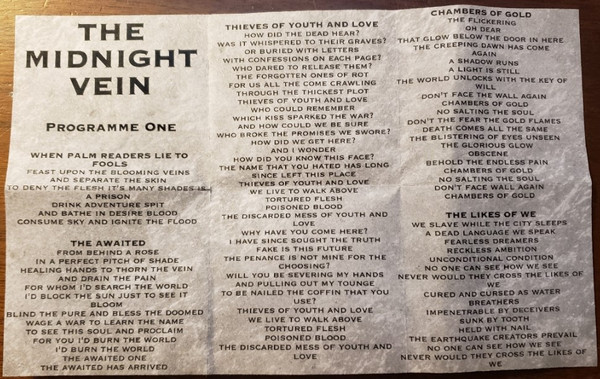 THE
MIDNIGHT
VEIN
PROGRAMME ONE
WHEN PALM READERS LIE TO
FOOLS
FEAST UPON THE BLOOMING VEINS
AND SEPARATE THE SKIN
TO DENY THE FLESH IT'S MANY SHADES IS
A PRISON
DRINK ADVENTURE SPIT
AND BATHE IN DESIRE BLOOD
CONSUME SKY AND IGNITE THE FLOOD
THE AWAITED
FROM BEHIND A ROSE
IN A PERFECT PITCH OF SHADE
HEALING HANDS TO THORN THE VEIN
AND DRAIN THE PAIN
FOR WHOM I'D SEARCH THE WORLD
I'D BLOCK THE SUN JUST TO SEE IT
BLOOM
BLIND THE PURE AND BLESS THE DOOMED
WAGE A WAR TO LEARN THE NAME
TO SEE THIS SOUL AND PROCLAIM
FOR YOU I'D BURN THE WORLD
I'D BURN THE WORLD
THE AWAITED ONE
THE AWAITED HAS ARRIVED
THIEVES OF YOUTH AND LOVE
HOW DID THE DEAD HEAR?
WAS IT WHISPERED TO THEIR GRAVES?
OR BURIED WITH LETTERS
WITH CONFESSIONS ON EACH PAGE?
WHO DARED TO RELEASE THEM?
THE FORGOTTEN ONES OF ROT
FOR US ALL THE COME CRAWLING
THROUGH THE THICKEST PLOT
THIEVES OF YOUTH AND LOVE
WHO COULD REMEMBER
WHICH KISS SPARKED THE WAR?
AND HOW COULD WE BE SURE
WHO BROKE THE PROMISES WE SWORE?
HOW DID WE GET HERE?
AND I WONDER
HOW DID YOU KNOW THIS FACE?
THE NAME THAT YOU HATED HAS LONG
SINCE LEFT THIS PLACE
THIEVES OF YOUTH AND LOVE
WE LIVE TO WALK ABOVE
TORTURED FLESH
POISONED BLOOD
THE DISCARDED MESS OF YOUTH AND
LOVE
WHY HAVE YOU COME HERE?
I HAVE SINCE SOUGHT THE TRUTH
FAKE IS THIS FUTURE
THE PENANCE IS NOT MINE FOR THE
CHOOSING?
WILL YOU BE SEVERING MY HANDS
AND PULLING OUT MY TOUNGE
TO BE NAILED THE COFFIN THAT YOU
USE?
THIEVES OF YOUTH AND LOVE
WE LIVE TO WALK ABOVE
TORTURED FLESH
POISONED BLOOD
THE DISCARDED MESS OF YOUTH AND
LOVE
CHAMBERS OF GOLD
THE FLICKERING
OH DEAR
THAT GLOW BELOW THE DOOR IN HERE
THE CREEPING DAWN HAS COME
AGAIN
A SHADOW RUNS
A LIGHT IS STILL
THE WORLD UNLOCKS WITH THE KEY OF
WILL
DON'T FACE THE WALL AGAIN
CHAMBERS OF GOLD
NO SALTING THE SOUL
DON'T THE FEAR THE GOLD FLAMES
DEATH COMES ALL THE SAME
THE BLISTERING OF EYES UNSEEN
THE GLORIOUS GLOW
OBSCENE
BEHOLD THE ENDLESS PAIN
CHAMBERS OF GOLD
NO SALTING THE SOUL
DON'T FACE WALL AGAIN
CHAMBERS OF GOLD
THE LIKES OF WE
WE SLAVE WHILE THE CITY SLEEPS
A DEAD LANGUAGE WE SPEAK
FEARLESS DREAMERS
RECKLESS AMBITION
UNCONDITIONAL CONDITION
NO ONE CAN SEE HOW WE SEE
NEVER WOULD THEY CROSS THE LIKES OF
WE
CURED AND CURSED AS WATER
BREATHERS
IMPENETRABLE BY DECEIVERS
SUNK BY TOOTH
HELD WITH NAIL
THE EARTHQUAKE CREATORS PREVAIL
NO ONE CAN SEE HOW WE SEE
NEVER WOULD THEY CROSS THE LIKES OF
WE